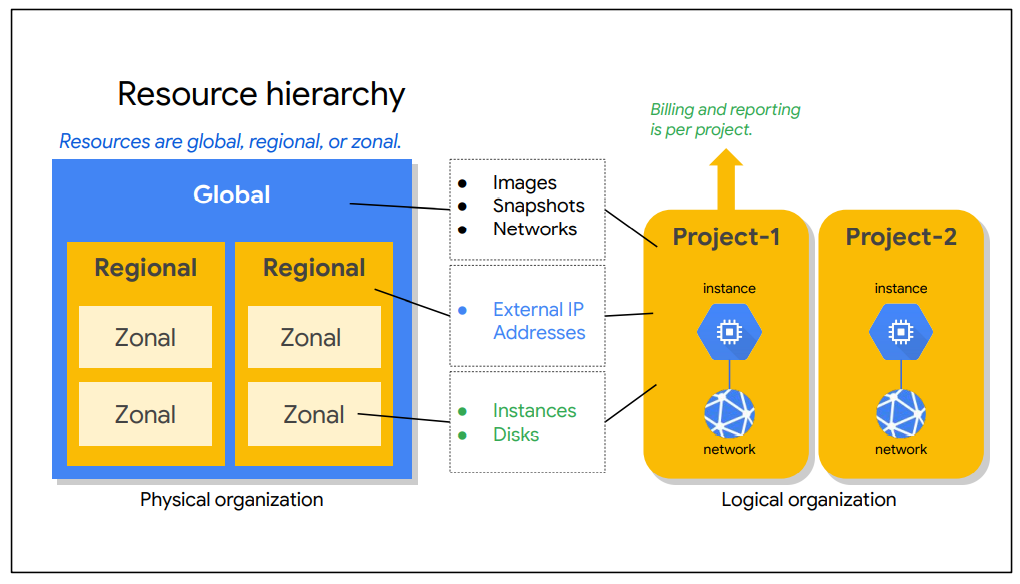 Resource hierarchy
Resources are global, regional, or zonal.
Global
Regional
Zonal
Zonal
Regional
Zonal
Zonal
Physical organization
● Images
● Snapshots
● Networks
● External IP
Addresses
● Instances
● Disks
Billing and reporting
is per project.
Project-1
instance
network
Project-2
instance
network
Logical organization